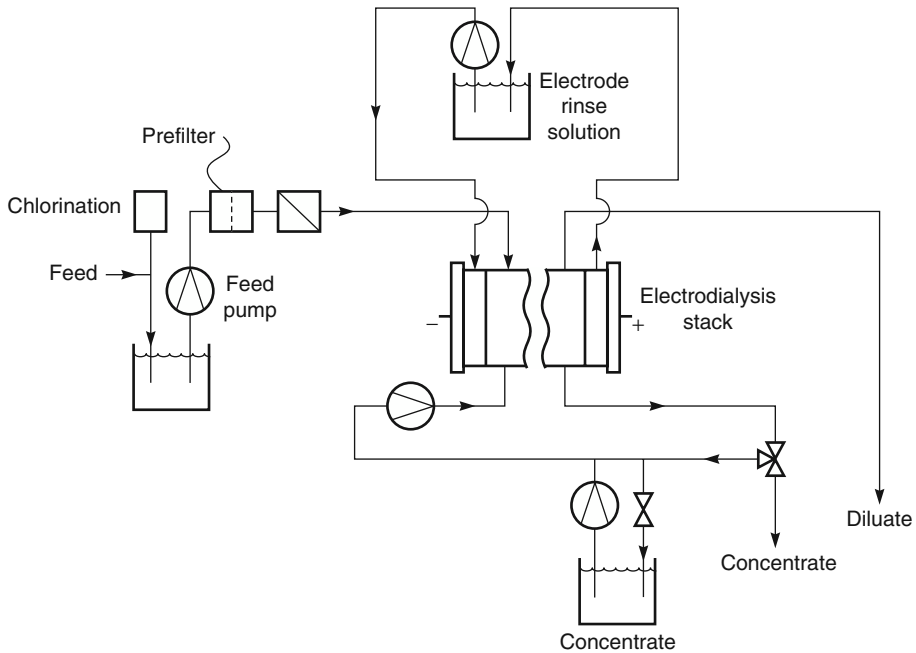 Electrode
rinse
solution
Prefilter
Chlorination
Feed
Feed
pump
Electrodialysis
stack
−
+
Diluate
Concentrate
Concentrate